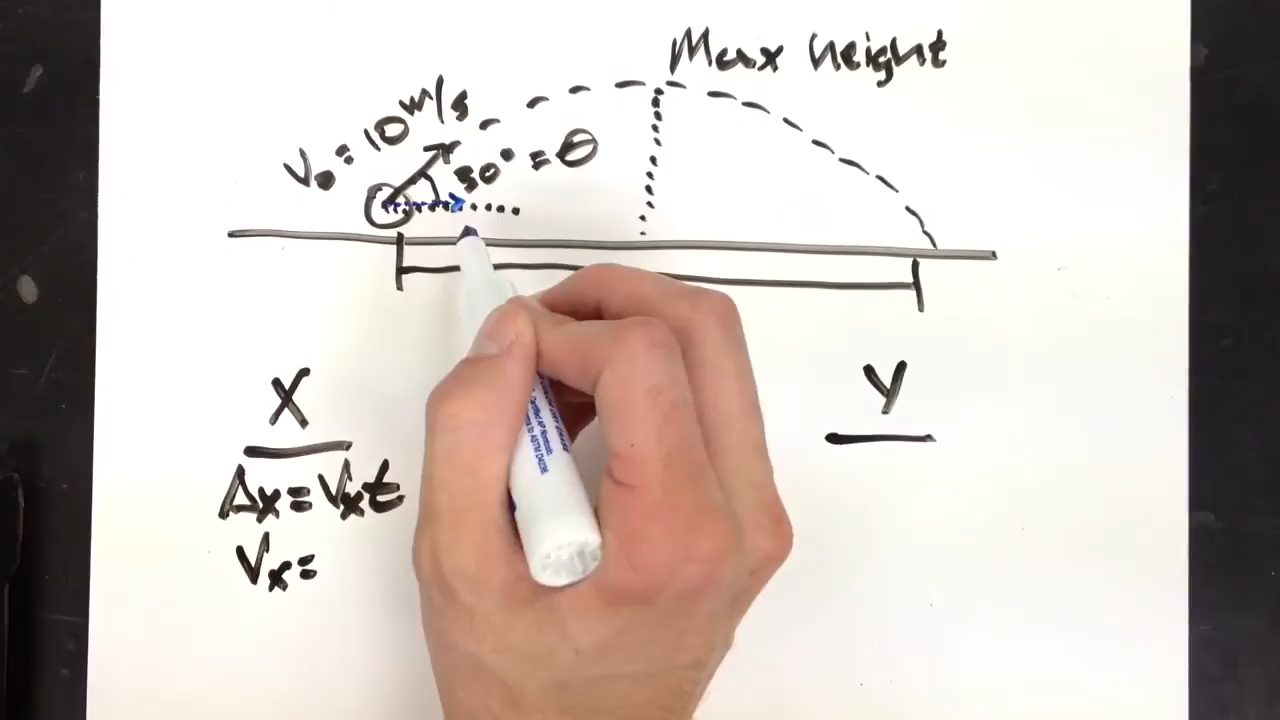 Max height
V₀ = 10 m/s
30° = θ
X
Y
Δx = Vₓt
Vₓ =